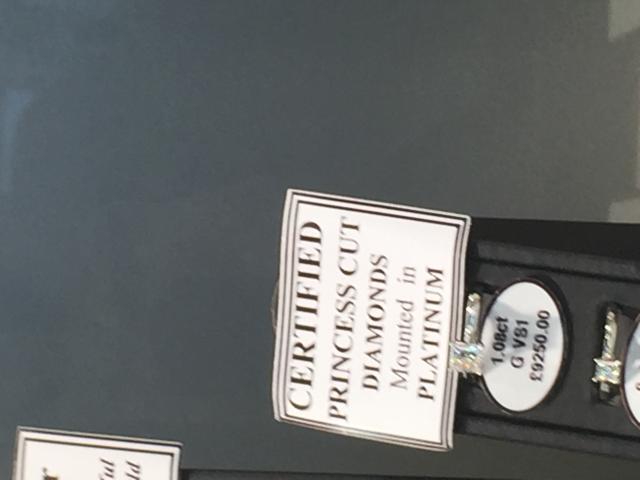 CERTIFIED
PRINCESS CUT
DIAMONDS
Mounted in
PLATINUM
1.08ct
G VS1
£9250.00